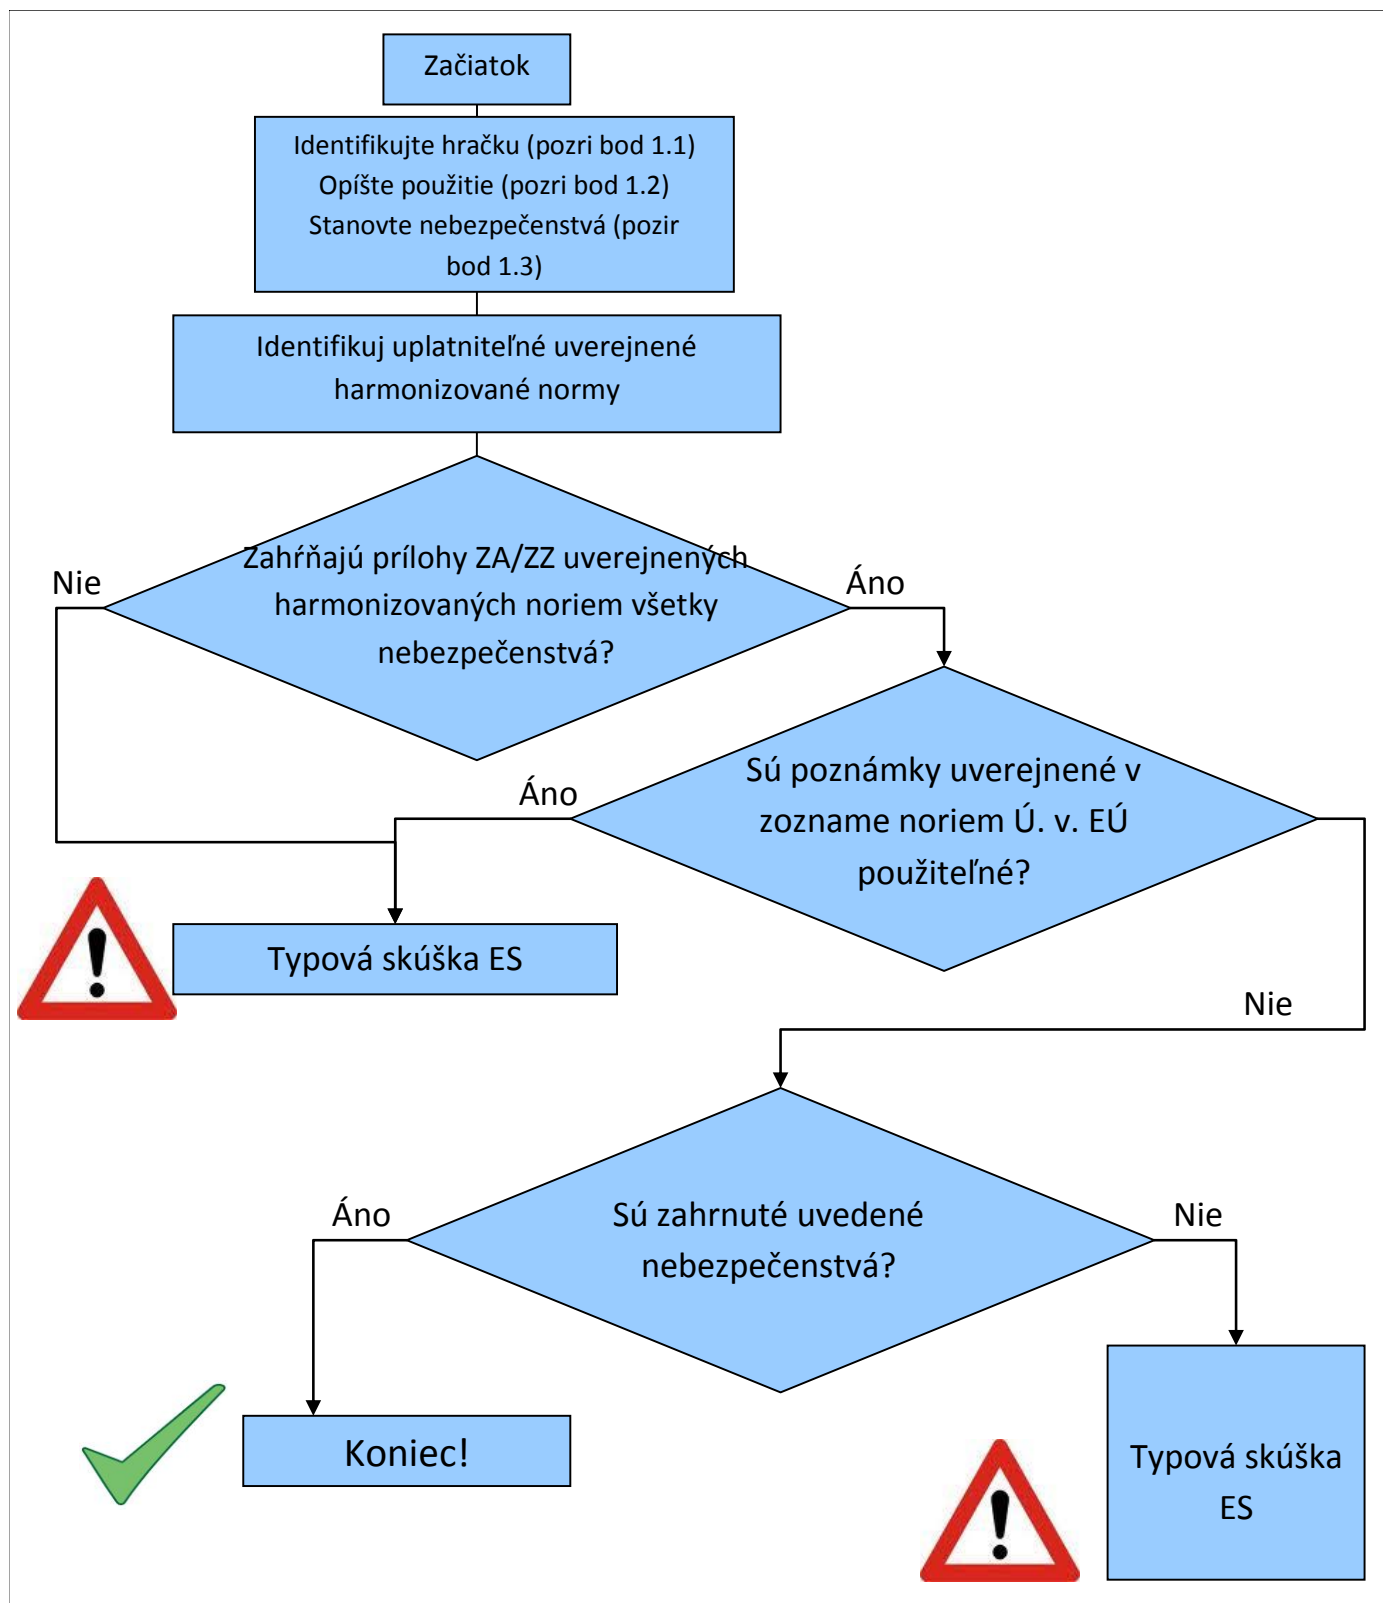 Začiatok
Identifikujte hračku (pozri bod 1.1)
Opíšte použitie (pozri bod 1.2)
Stanovte nebezpečenstvá (pozir
bod 1.3)
Identifikuj uplatniteľné uverejnené
harmonizované normy
Zahŕňajú prílohy ZA/ZZ uverejnených
harmonizovaných noriem všetky
nebezpečenstvá?
Nie
Áno
Sú poznámky uverejnené v
zozname noriem Ú. v. EÚ
použiteľné?
Áno
Typová skúška ES
Nie
Sú zahrnuté uvedené
nebezpečenstvá?
Áno
Nie
Koniec!
Typová skúška
ES